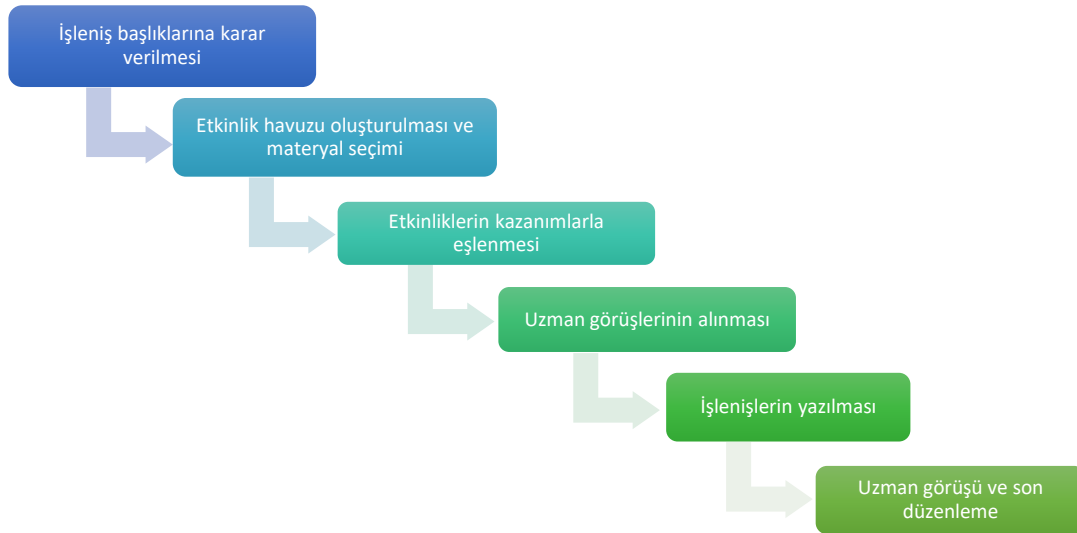 İşleniş başlıklarına karar
verilmesi
Etkinlik havuzu oluşturulması ve
materyal seçimi
Etkinliklerin kazanımlarla
eşlenmesi
Uzman görüşlerinin alınması
İşlenişlerin yazılması
Uzman görüşü ve son
düzenleme